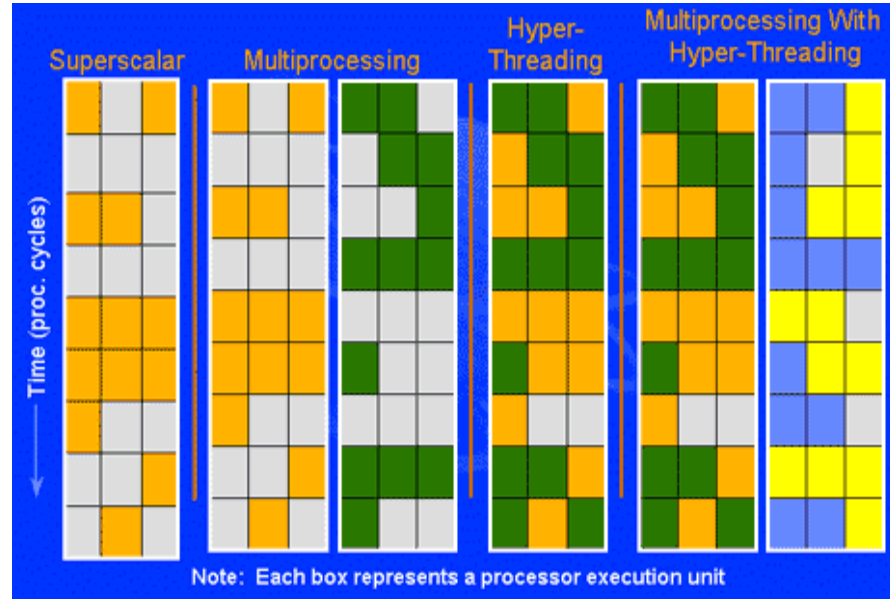 Superscalar
Multiprocessing
Hyper-
Threading
Multiprocessing With
Hyper-Threading
Time (proc. cycles)
Note: Each box represents a processor execution unit